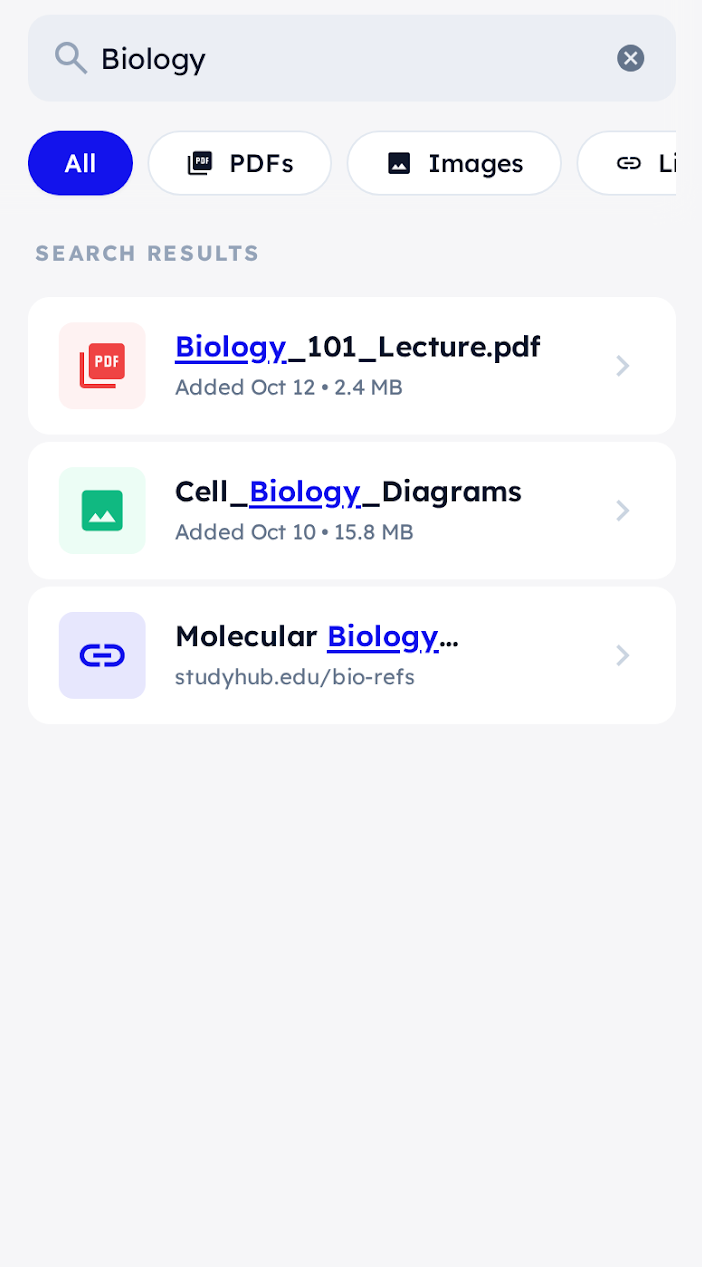 Biology
All
PDFs
Images
Li
SEARCH RESULTS
PDF
Biology_101_Lecture.pdf
Added Oct 12 • 2.4 MB
Cell_Biology_Diagrams
Added Oct 10 • 15.8 MB
Molecular Biology...
studyhub.edu/bio-refs